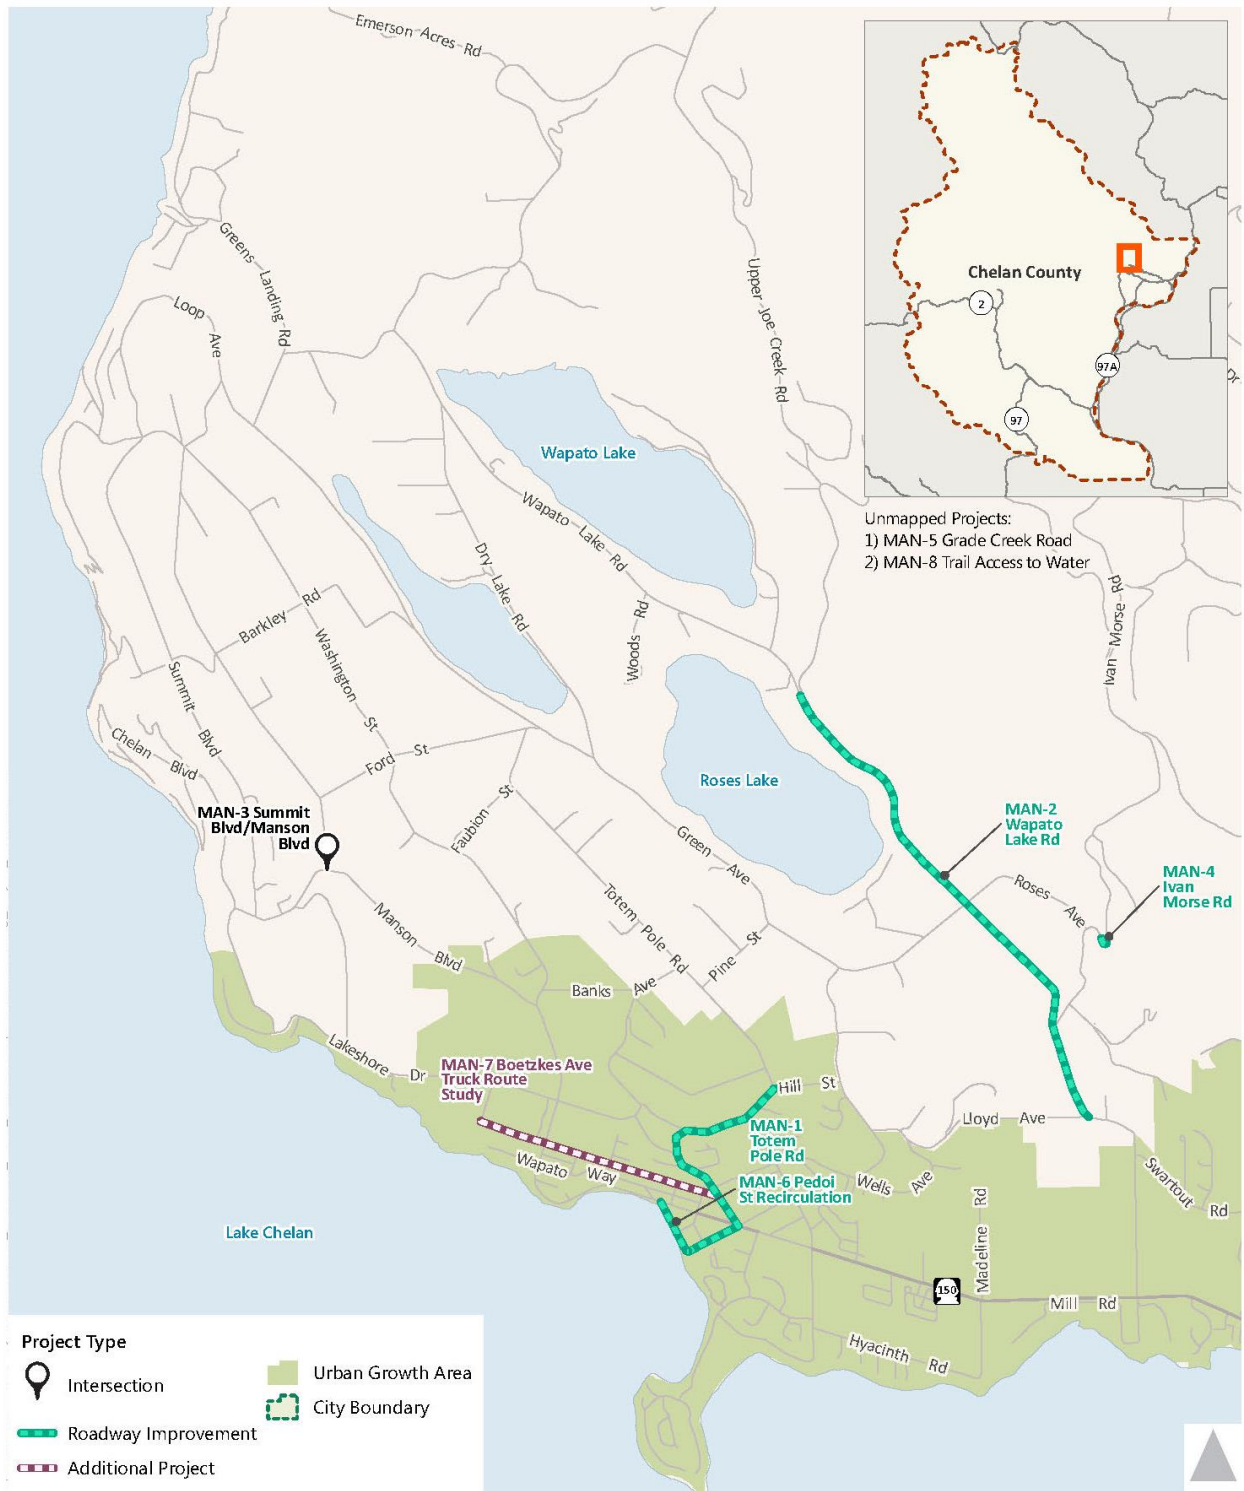 Emerson Acres Rd
Greens Landing Rd
Loop Ave
Upper Joe Creek Rd
Chelan County
2
97A
97
Unmapped Projects:
1) MAN-5 Grade Creek Road
2) MAN-8 Trail Access to Water
Wapato Lake
Wapato Lake Rd
Dry Lake Rd
Woods Rd
Ivan Morse Rd
Barkley Rd
Washington St
Summit Blvd
Chelan Blvd
Ford St
Faubion St
Roses Lake
Green Ave
MAN-3 Summit
Blvd/Manson
Blvd
MAN-2
Wapato
Lake Rd
Roses Ave
MAN-4
Ivan
Morse Rd
Manson Blvd
Totem Pole Rd
Pine St
Banks Ave
Lakeshore Dr
MAN-7 Boetzkes Ave
Truck Route
Study
Hill St
MAN-1
Totem
Pole Rd
Lloyd Ave
Wapato Way
MAN-6 Pedoi
St Recirculation
Wells Ave
Madeline Rd
Swartout Rd
Lake Chelan
150
Mill Rd
Hyacinth Rd
Project Type
Intersection
Roadway Improvement
Additional Project
Urban Growth Area
City Boundary